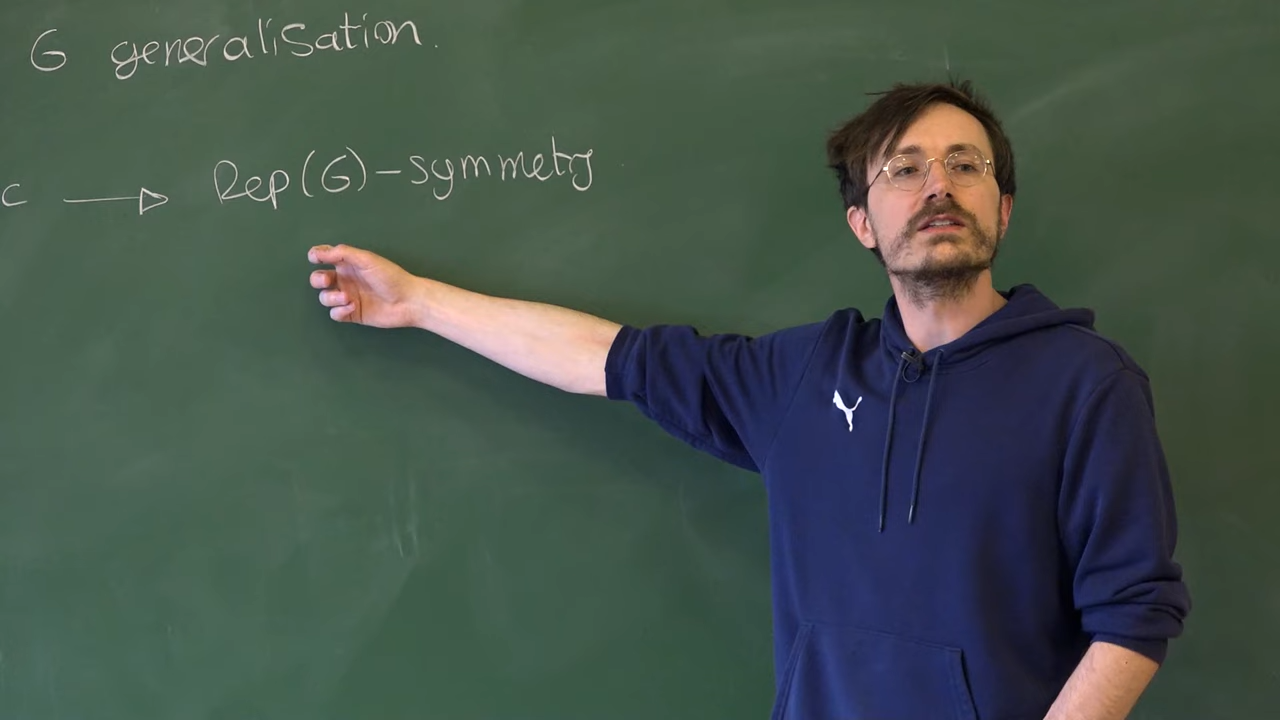 G generalisation.
c → Rep(G)-symmetry